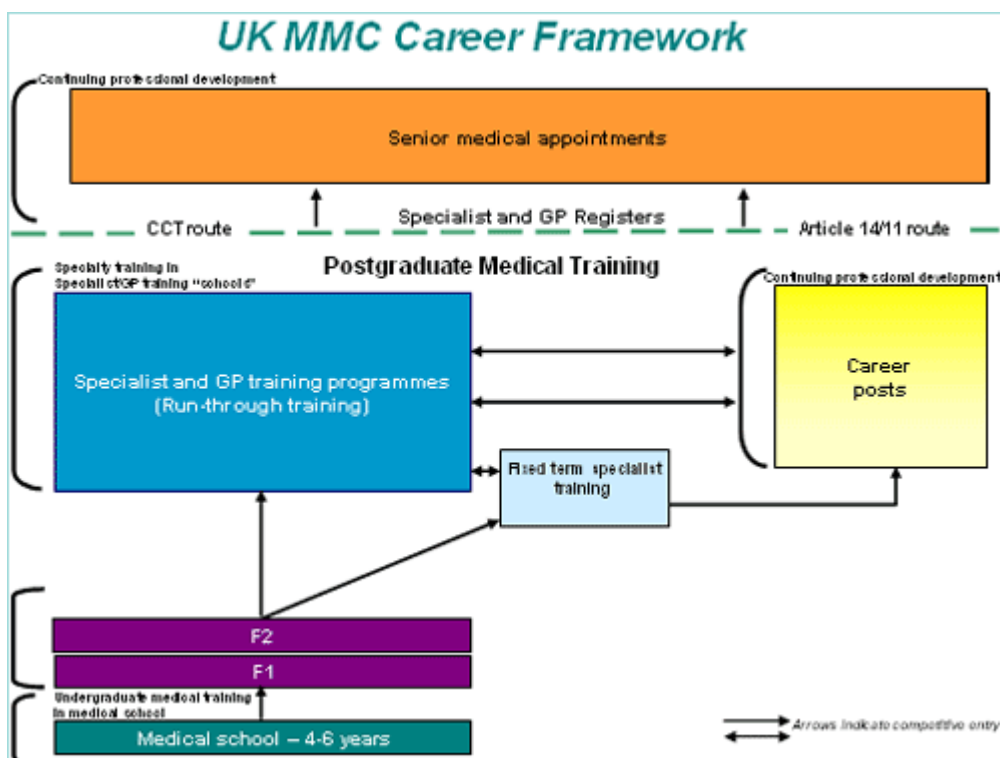 UK MMC Career Framework
Continuing professional development
Senior medical appointments
Specialist and GP Registers
CCT route
Article 14/11 route
Postgraduate Medical Training
Specialty training in
Specialist/GP training "schools"
Continuing professional development
Specialist and GP training programmes
(Run-through training)
Career
posts
Fixed term specialist
training
F2
F1
Undergraduate medical training
in medical school
Medical school – 4-6 years
Arrows indicate competitive entry